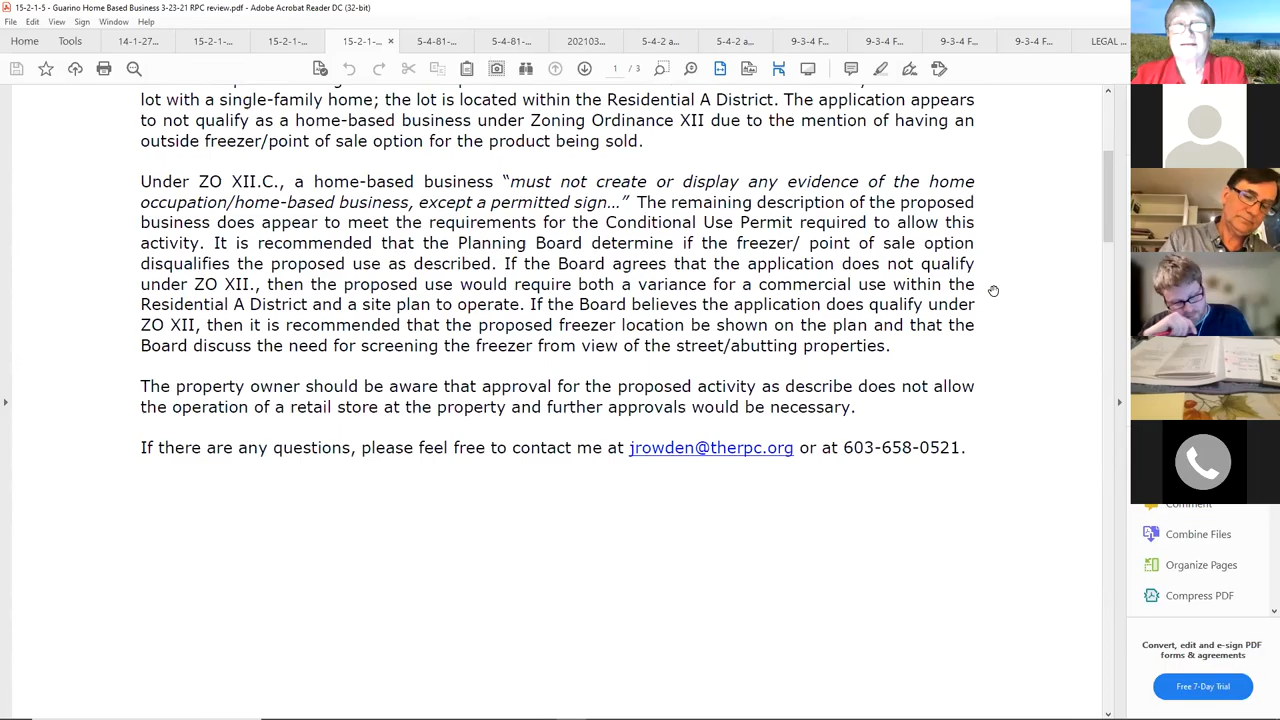 15-2-1-5 - Guarino Home Based Business 3-23-21 RPC review.pdf - Adobe Acrobat Reader DC (32-bit)
File Edit View Sign Window Help
Home Tools 14-1-27... 15-2-1-... 15-2-1-... 15-2-1-... × S-4-81-... S-4-81-... 202103... S-4-2 a... S-4-2 a... 9-3-4 F... 9-3-4 F... 9-3-4 F... 9-3-4 F... LEGAL ...
1 / 3
lot with a single-family home; the lot is located within the Residential A District. The application appears
to not qualify as a home-based business under Zoning Ordinance XII due to the mention of having an
outside freezer/point of sale option for the product being sold.
Under ZO XII.C., a home-based business “must not create or display any evidence of the home
occupation/home-based business, except a permitted sign...” The remaining description of the proposed
business does appear to meet the requirements for the Conditional Use Permit required to allow this
activity. It is recommended that the Planning Board determine if the freezer/ point of sale option
disqualifies the proposed use as described. If the Board agrees that the application does not qualify
under ZO XII., then the proposed use would require both a variance for a commercial use within the
Residential A District and a site plan to operate. If the Board believes the application does qualify under
ZO XII, then it is recommended that the proposed freezer location be shown on the plan and that the
Board discuss the need for screening the freezer from view of the street/abutting properties.
The property owner should be aware that approval for the proposed activity as describe does not allow
the operation of a retail store at the property and further approvals would be necessary.
If there are any questions, please feel free to contact me at jrowden@therpc.org or at 603-658-0521.
Comment
Combine Files
Organize Pages
Compress PDF
Convert, edit and e-sign PDF
forms & agreements
Free 7-Day Trial